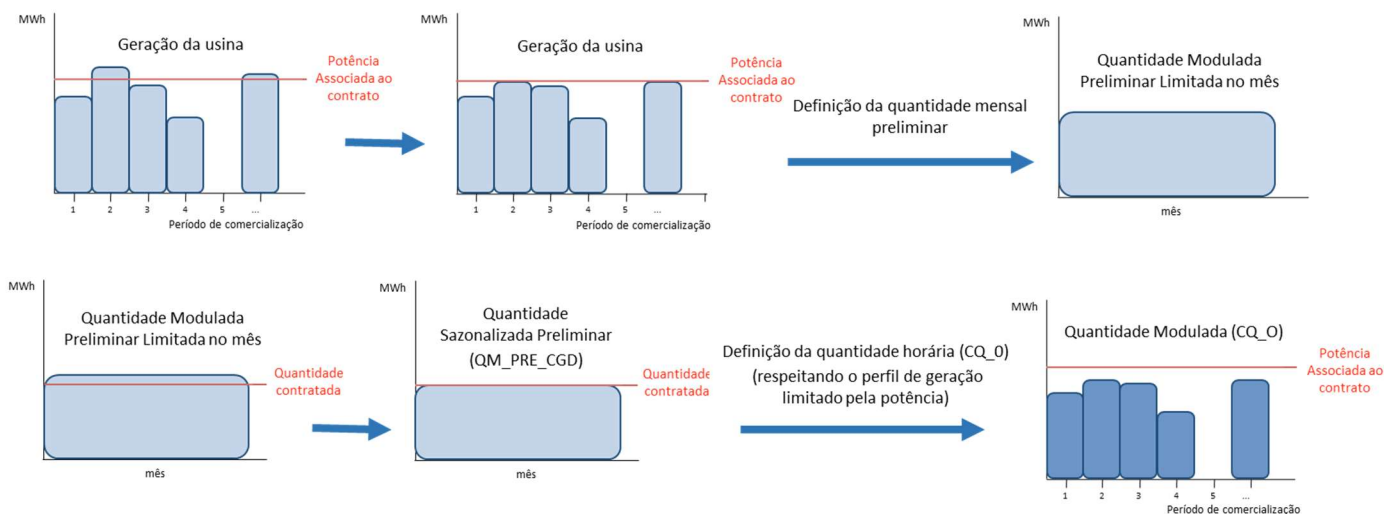 MWh
Geração da usina
Potência
Associada ao
contrato
1 2 3 4 5 ...
Período de comercialização
MWh
Geração da usina
Potência
Associada ao
contrato
1 2 3 4 5 ...
Período de comercialização
Definição da quantidade mensal
preliminar
MWh
Quantidade Modulada
Preliminar Limitada no mês
mês
MWh
Quantidade Modulada
Preliminar Limitada no mês
Quantidade
contratada
mês
MWh
Quantidade
Sazonalizada Preliminar
(QM_PRE_CGD)
Quantidade
contratada
mês
Definição da quantidade horária (CQ_0)
(respeitando o perfil de geração
limitado pela potência)
MWh
Quantidade Modulada (CQ_O)
Potência
Associada ao
contrato
1 2 3 4 5 ...
Período de comercialização